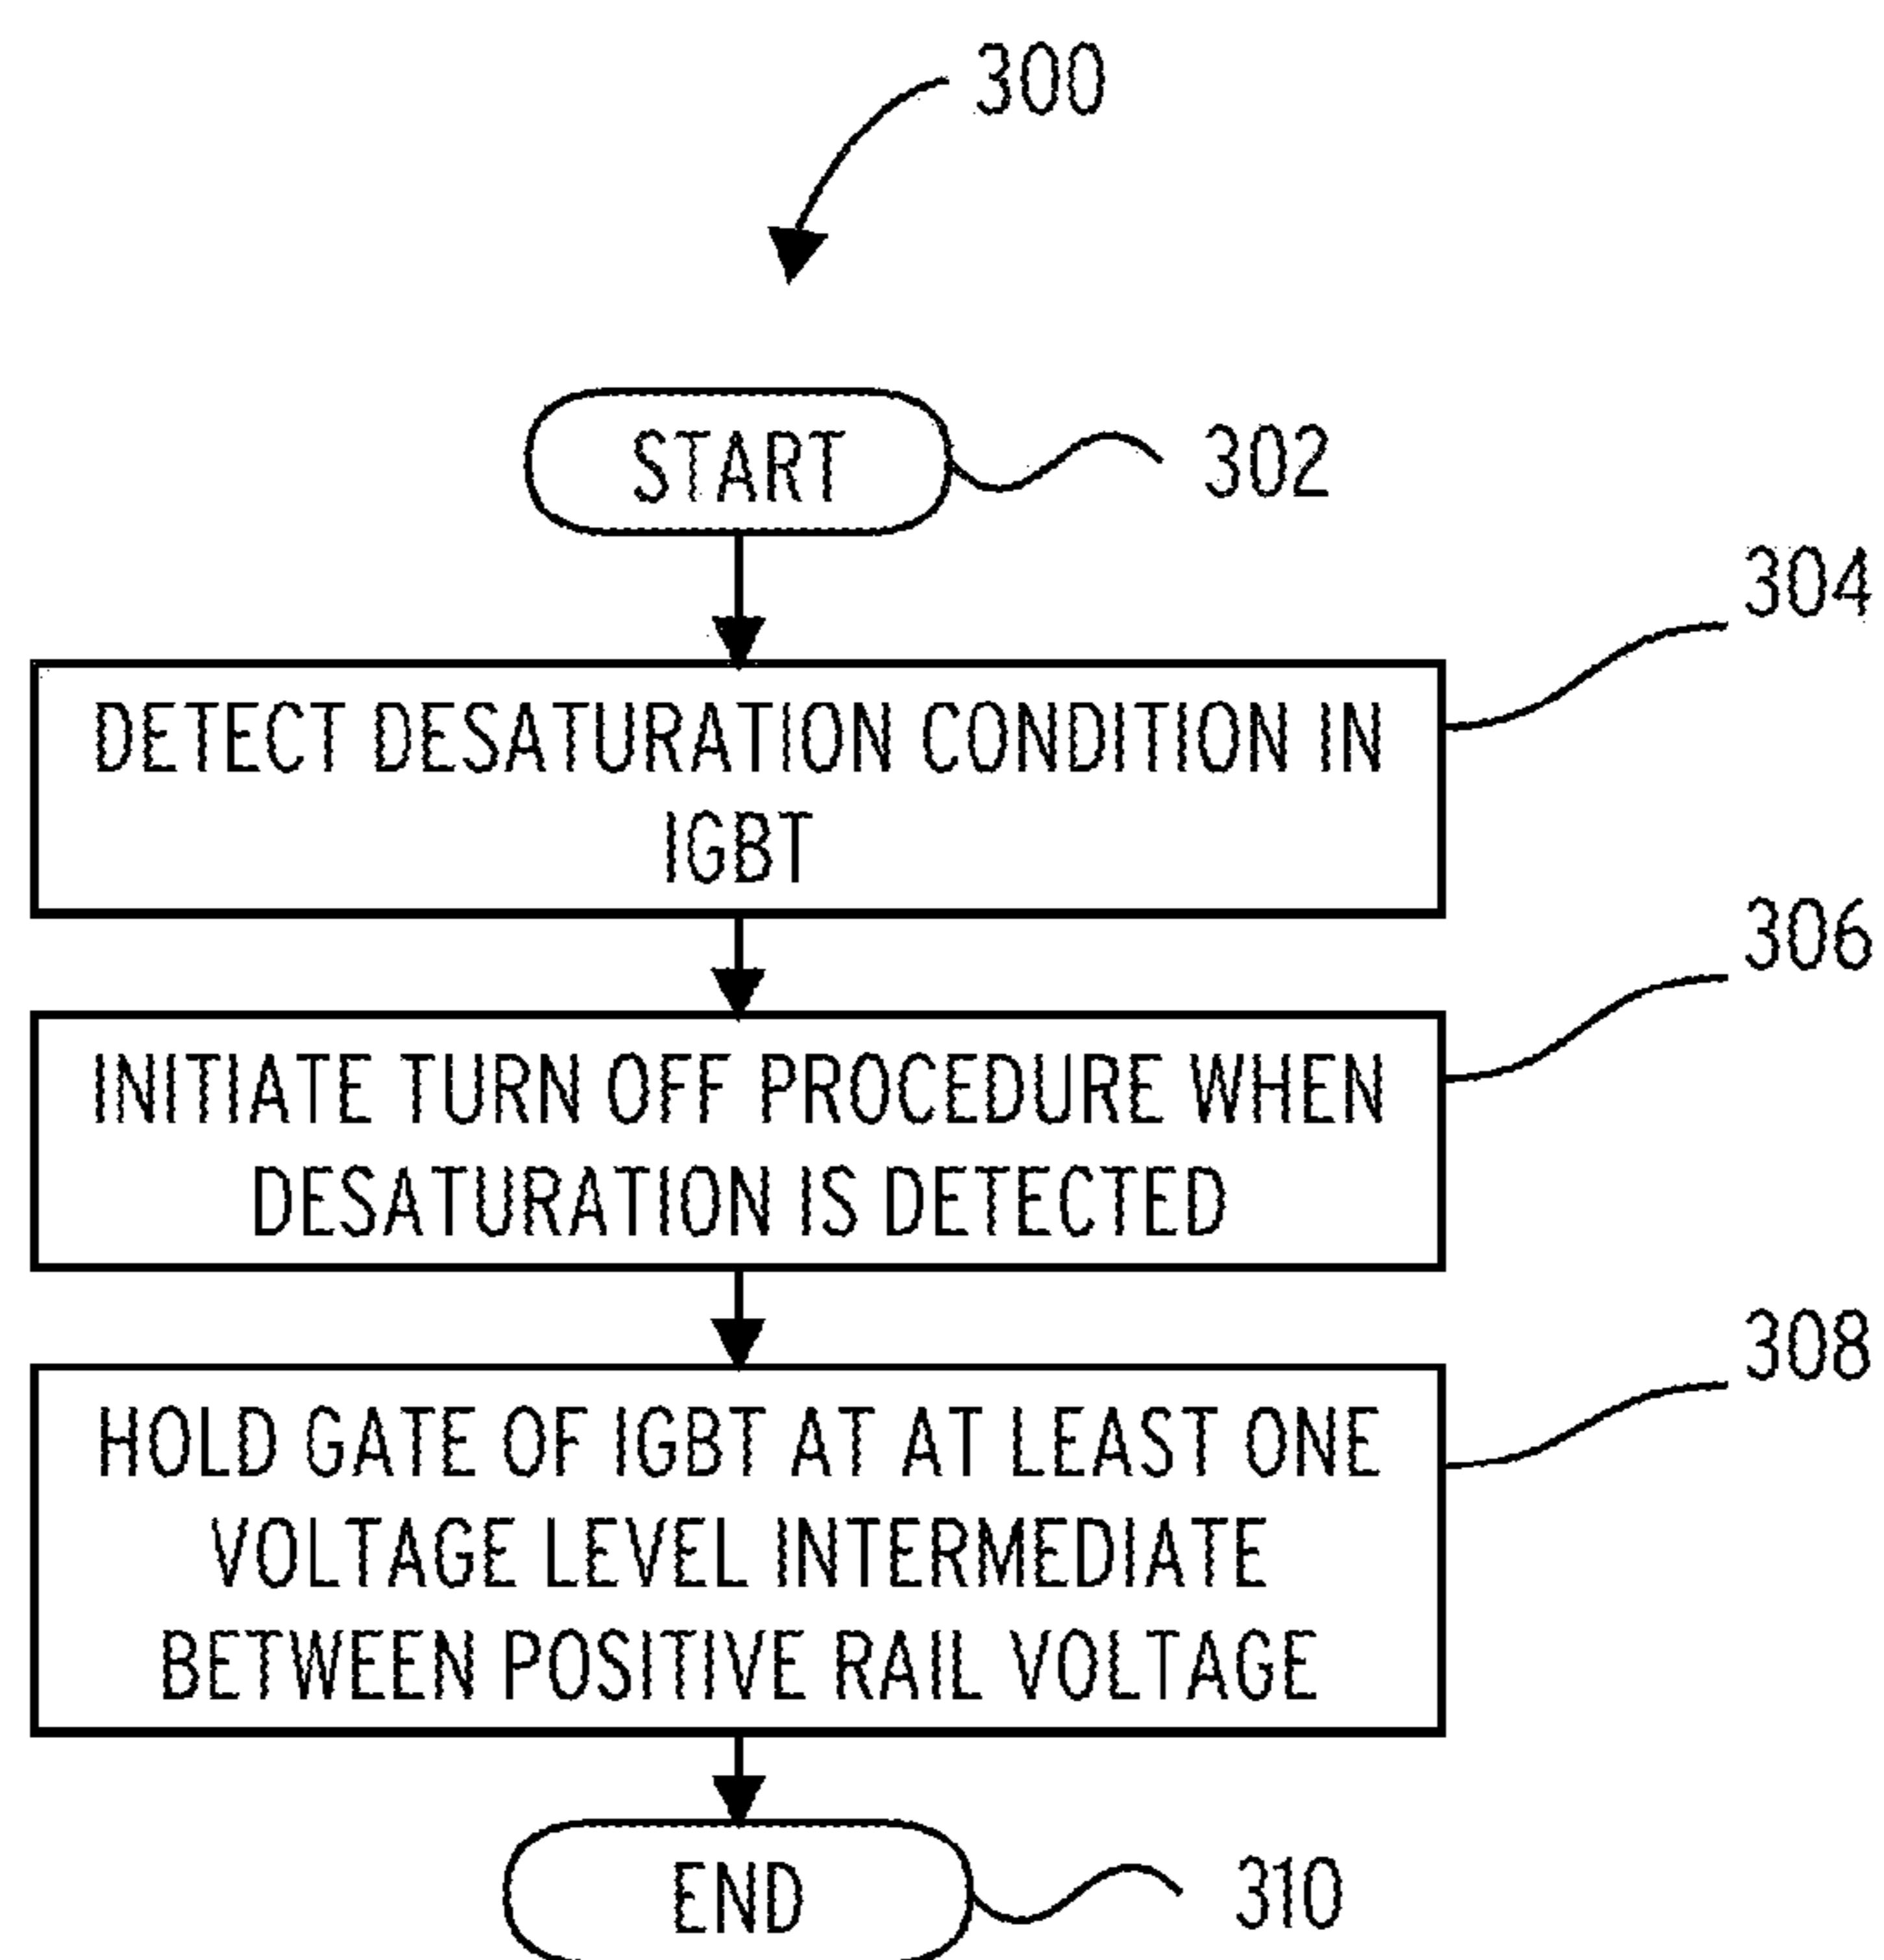 300
START
302
304
DETECT DESATURATION CONDITION IN
IGBT
306
INITIATE TURN OFF PROCEDURE WHEN
DESATURATION IS DETECTED
308
HOLD GATE OF IGBT AT AT LEAST ONE
VOLTAGE LEVEL INTERMEDIATE
BETWEEN POSITIVE RAIL VOLTAGE
END
310